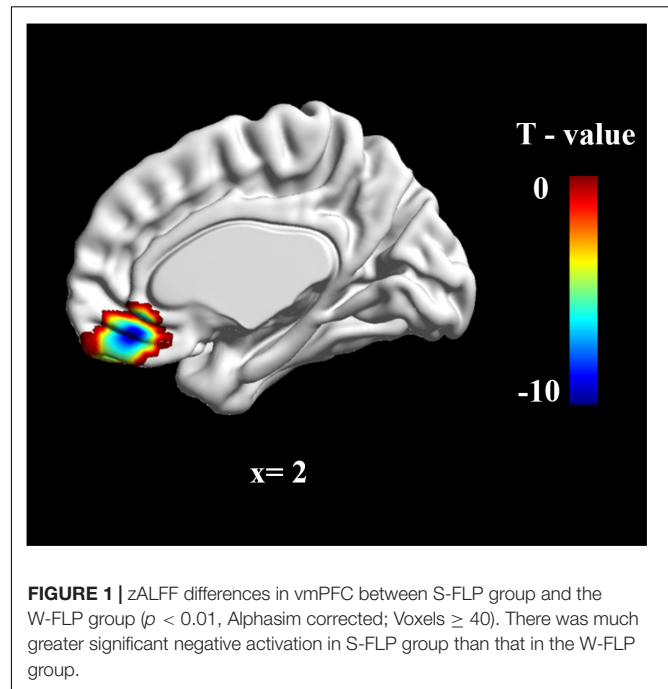 T - value
0
-10
x= 2
FIGURE 1 | zALFF differences in vmPFC between S-FLP group and the
W-FLP group (p < 0.01, Alphasim corrected; Voxels ≥ 40). There was much
greater significant negative activation in S-FLP group than that in the W-FLP
group.